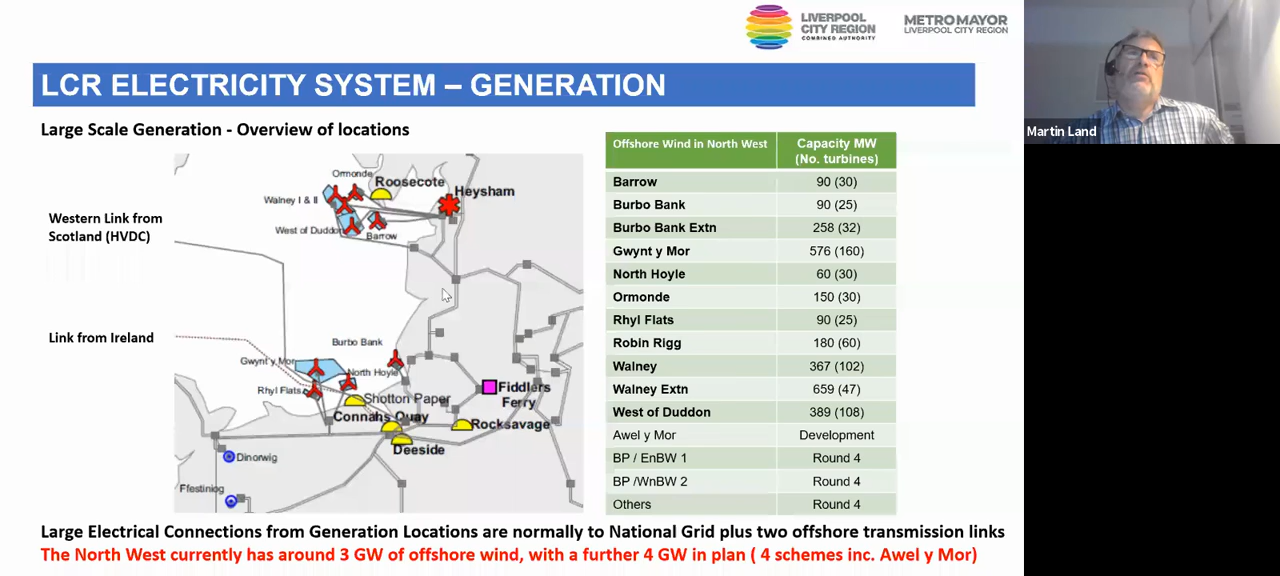 LIVERPOOL
CITY REGION
COMBINED AUTHORITY
METROMAYOR
LIVERPOOL CITY REGION
LCR ELECTRICITY SYSTEM – GENERATION
Martin Land
Large Scale Generation - Overview of locations
Western Link from
Scotland (HVDC)
Link from Ireland
Ormonde
Roosecote
Heysham
Walney I & II
West of Duddon
Barrow
Burbo Bank
Gwynt y Mor
North Hoyle
Rhyl Flats
Shotton Paper
Fiddlers
Ferry
Connahs Quay
Rocksavage
Deeside
Dinorwig
Ffestiniog
Offshore Wind in North West Capacity MW
(No. turbines)
Barrow 90 (30)
Burbo Bank 90 (25)
Burbo Bank Extn 258 (32)
Gwynt y Mor 576 (160)
North Hoyle 60 (30)
Ormonde 150 (30)
Rhyl Flats 90 (25)
Robin Rigg 180 (60)
Walney 367 (102)
Walney Extn 659 (47)
West of Duddon 389 (108)
Awel y Mor Development
BP / EnBW 1 Round 4
BP /WnBW 2 Round 4
Others Round 4
Large Electrical Connections from Generation Locations are normally to National Grid plus two offshore transmission links
The North West currently has around 3 GW of offshore wind, with a further 4 GW in plan ( 4 schemes inc. Awel y Mor)